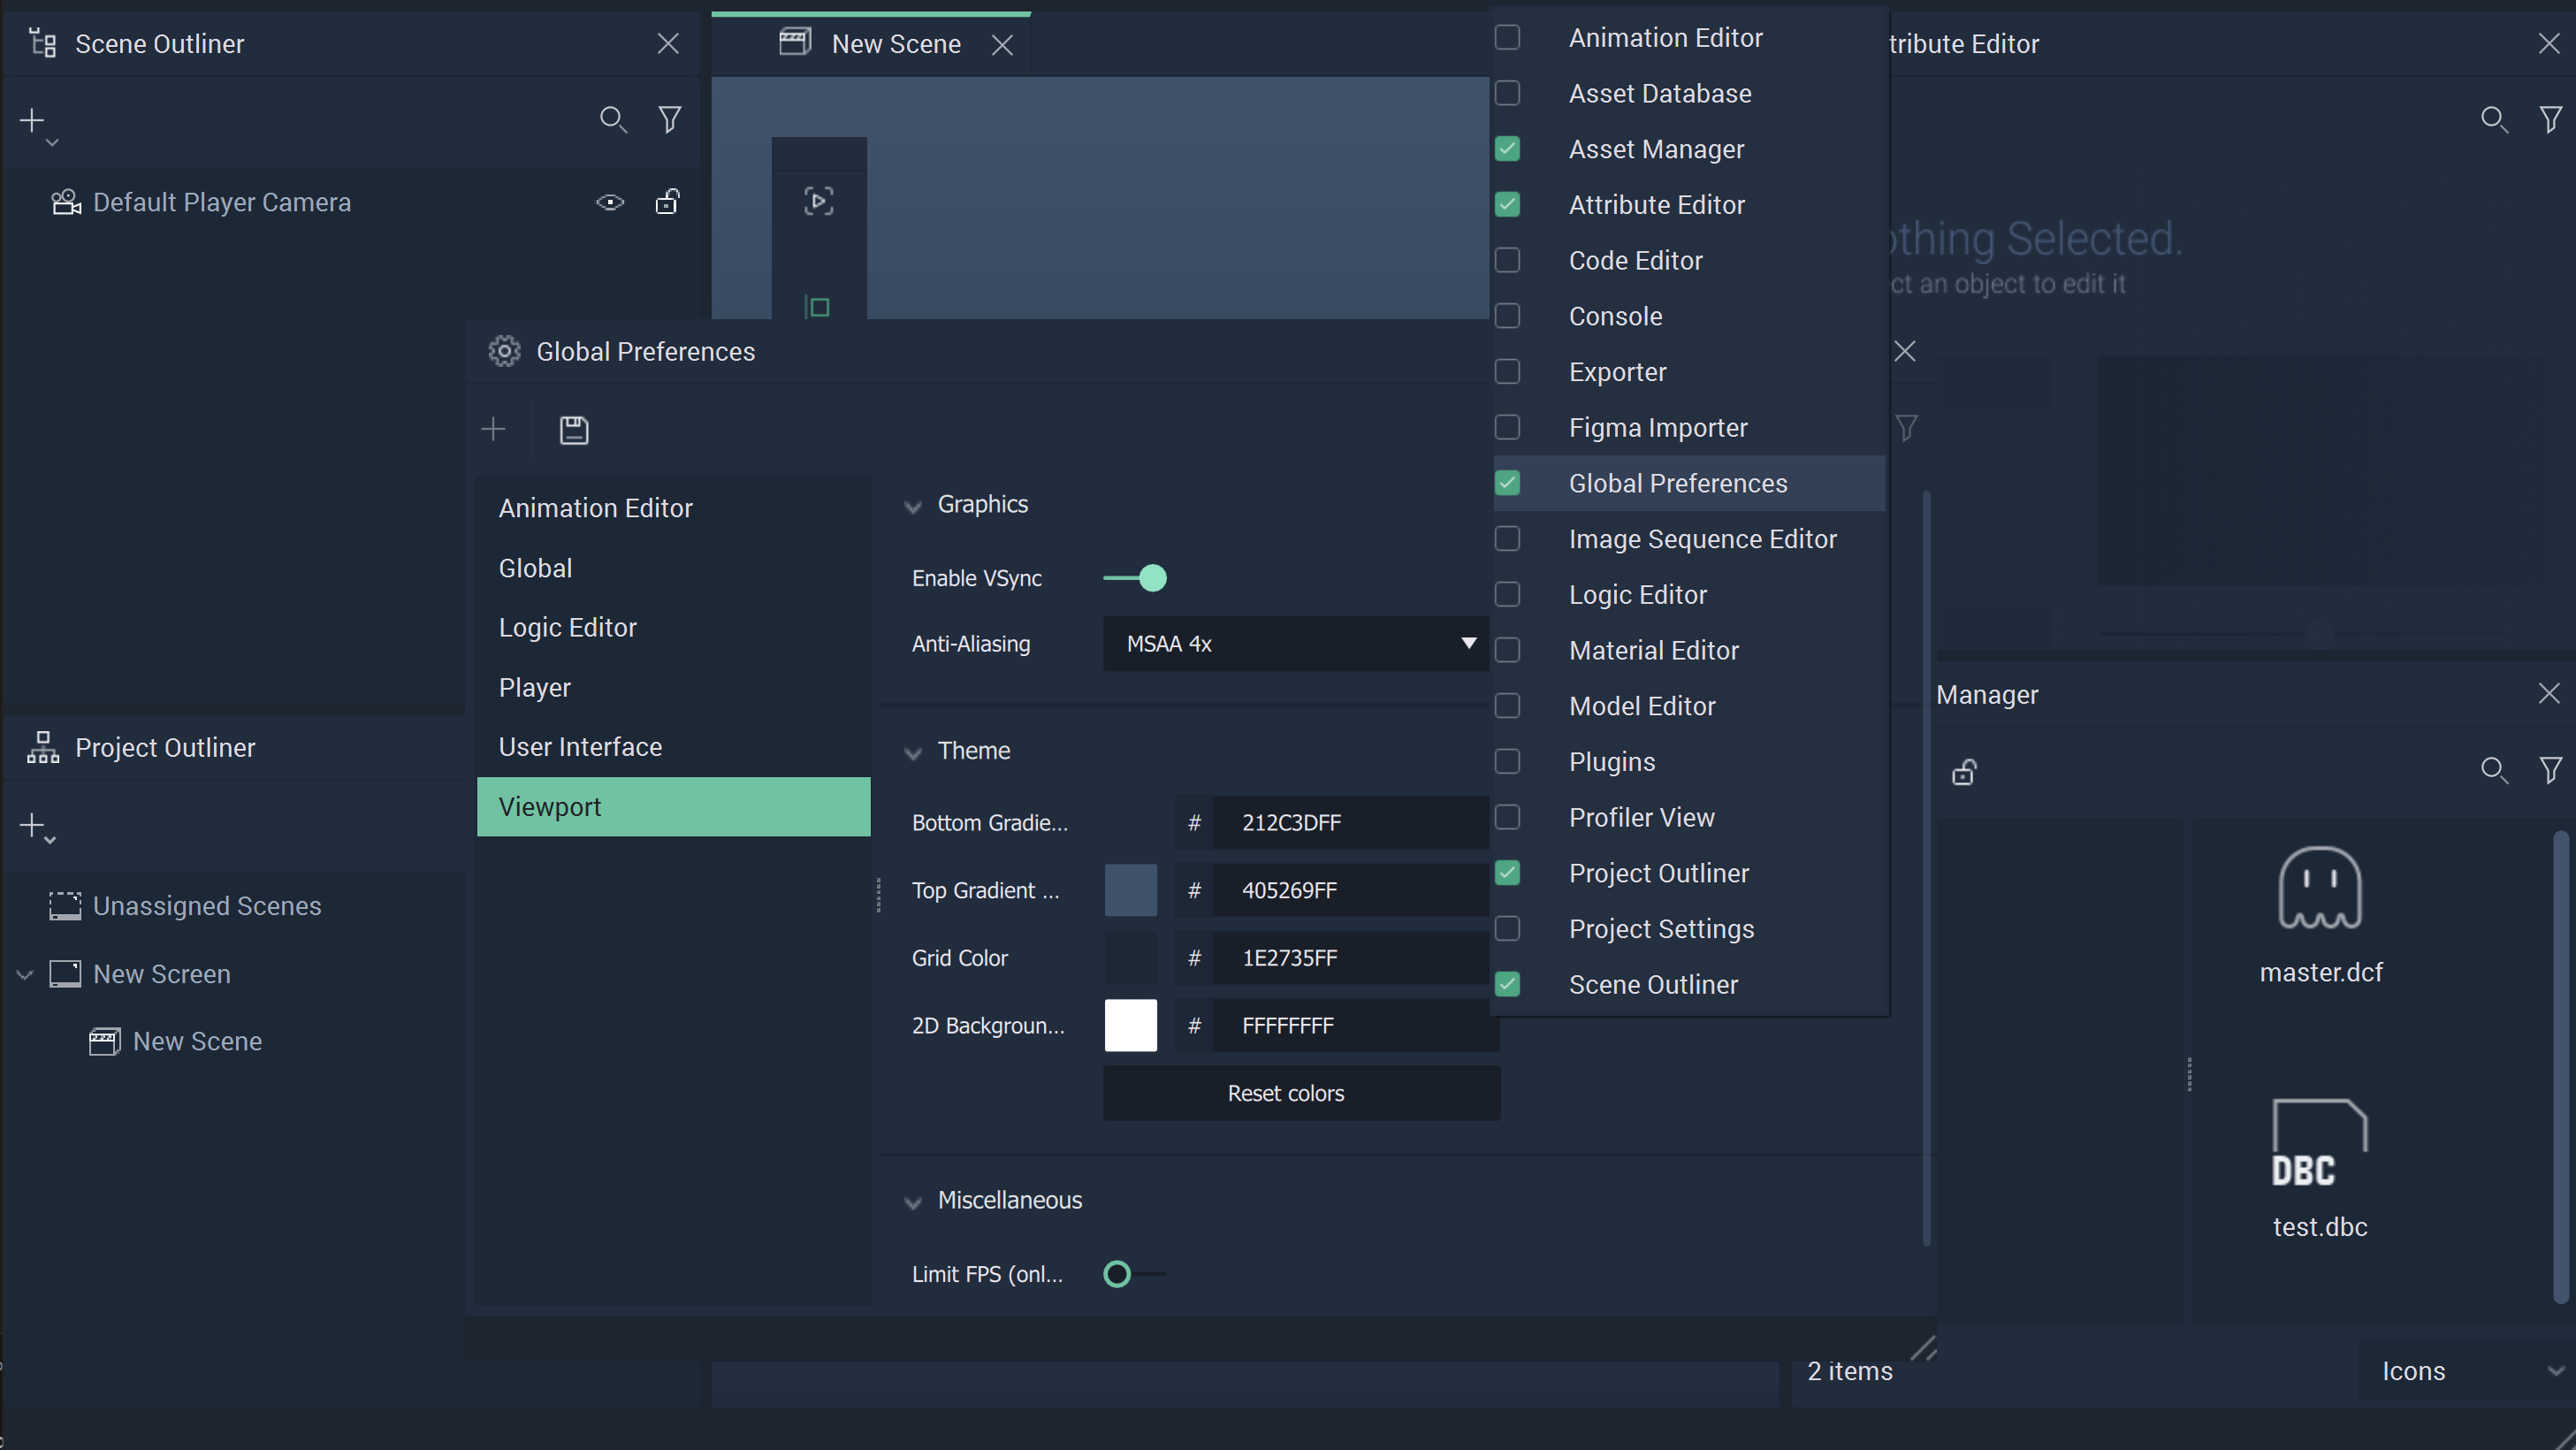 Scene Outliner
Default Player Camera
Project Outliner
Unassigned Scenes
New Screen
New Scene
New Scene
Global Preferences
Animation Editor
Global
Logic Editor
Player
User Interface
Viewport
Graphics
Enable VSync
Anti-Aliasing
MSAA 4x
Theme
Bottom Gradie...
# 212C3DFF
Top Gradient ...
# 405269FF
Grid Color
# 1E2735FF
2D Backgroun...
# FFFFFFFF
Reset colors
Miscellaneous
Limit FPS (onl...
Animation Editor
Asset Database
Asset Manager
Attribute Editor
Code Editor
Console
Exporter
Figma Importer
Global Preferences
Image Sequence Editor
Logic Editor
Material Editor
Model Editor
Plugins
Profiler View
Project Outliner
Project Settings
Scene Outliner
tribute Editor
othing Selected.
ct an object to edit it
Manager
master.dcf
DBC
test.dbc
2 items
Icons